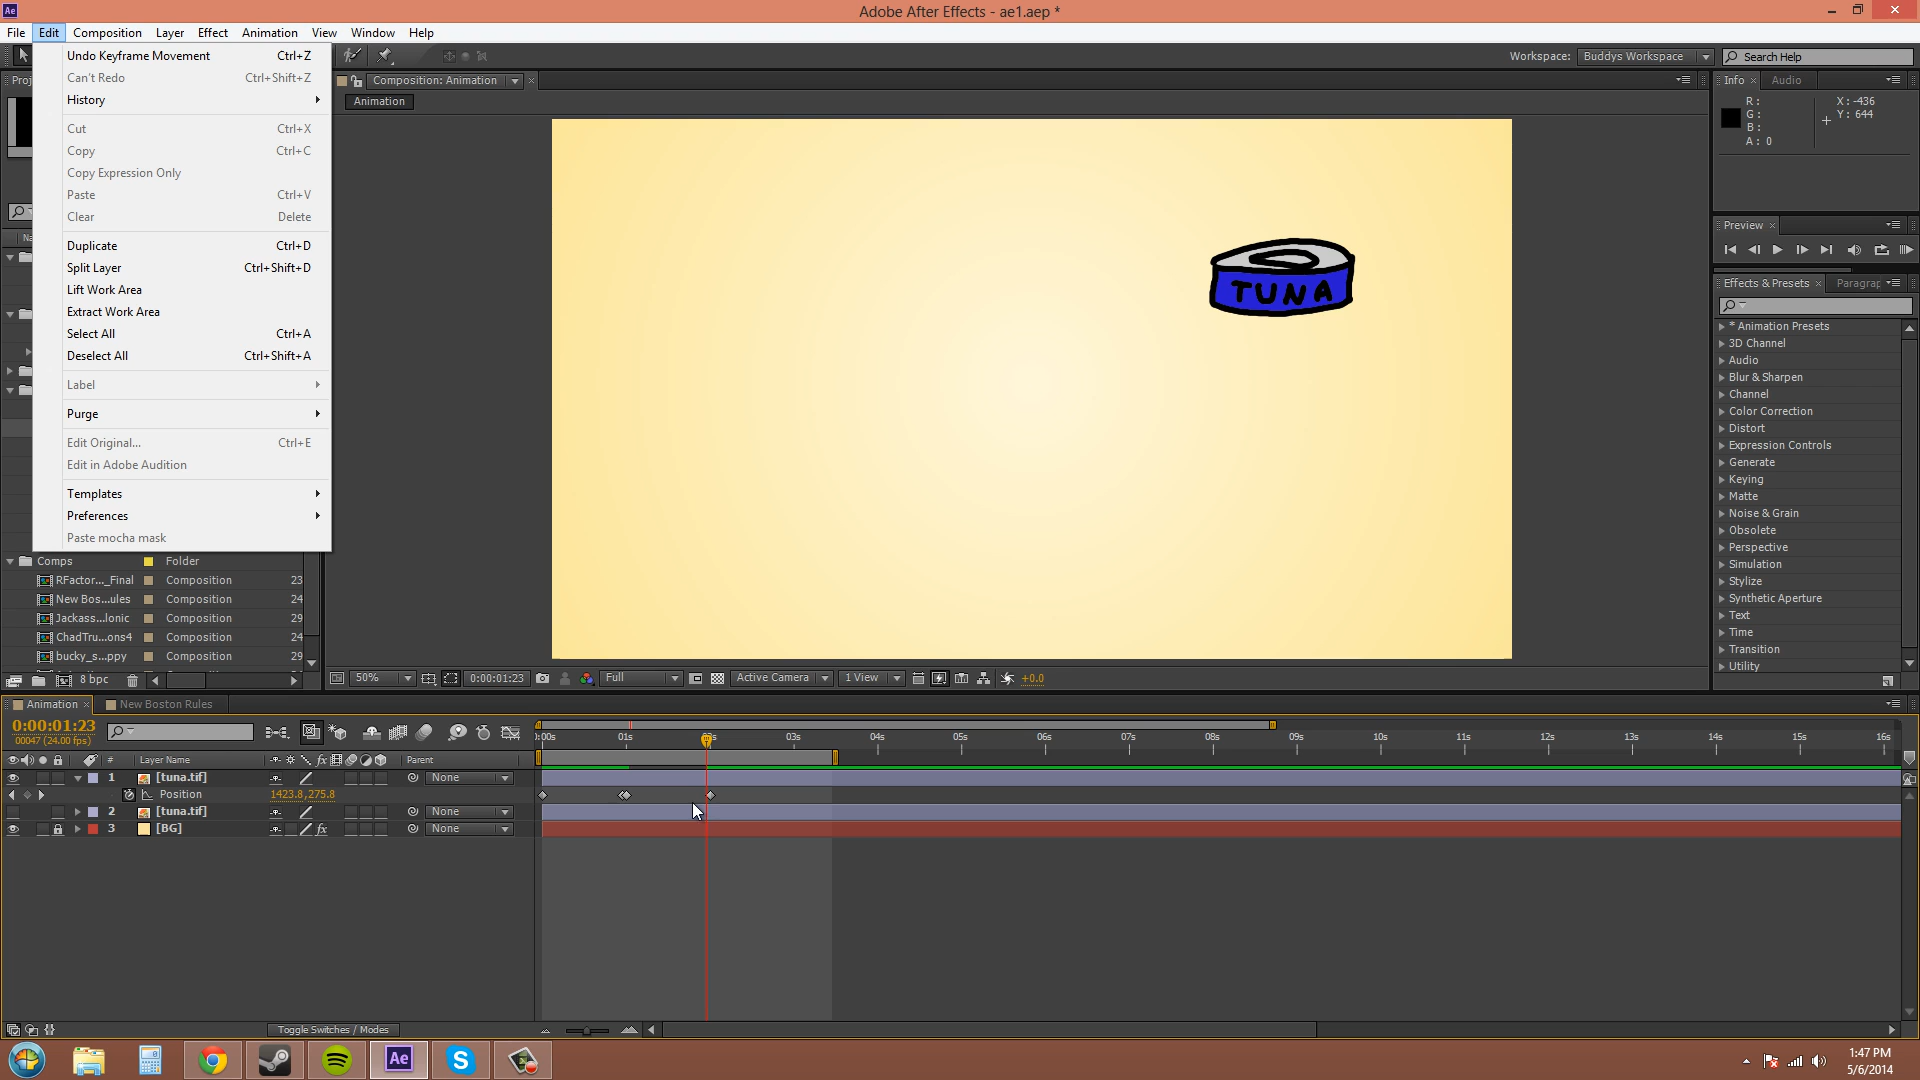 Ae Adobe After Effects - ae1.aep *
File Edit Composition Layer Effect Animation View Window Help
Workspace: Buddys Workspace Search Help
Undo Keyframe Movement Ctrl+Z
Can't Redo Ctrl+Shift+Z
History
Cut Ctrl+X
Copy Ctrl+C
Copy Expression Only
Paste Ctrl+V
Clear Delete
Duplicate Ctrl+D
Split Layer Ctrl+Shift+D
Lift Work Area
Extract Work Area
Select All Ctrl+A
Deselect All Ctrl+Shift+A
Label
Purge
Edit Original... Ctrl+E
Edit in Adobe Audition
Templates
Preferences
Paste mocha mask
Composition: Animation
Animation
TUNA
Info Audio
R: X: -436
G: Y: 644
B:
A: 0
Preview
Effects & Presets Paragrap
* Animation Presets
3D Channel
Audio
Blur & Sharpen
Channel
Color Correction
Distort
Expression Controls
Generate
Keying
Matte
Noise & Grain
Obsolete
Perspective
Simulation
Stylize
Synthetic Aperture
Text
Time
Transition
Utility
Comps Folder
RFactor..._Final Composition 23
New Bos...ules Composition 24
Jackass...lonic Composition 29
ChadTru...ons4 Composition 24
bucky_s...ppy Composition 29
8 bpc
50% 0:00:01:23 Full Active Camera 1 View +0.0
Animation New Boston Rules
0:00:01:23
00047 (24.00 fps)
:00s 01s 03s 04s 05s 06s 07s 08s 09s 10s 11s 12s 13s 14s 15s 16s
# Layer Name Parent
1 [tuna.tif] None
Position 1423.8,275.8
2 [tuna.tif] None
3 [BG] fx None
Toggle Switches / Modes
Ae
1:47 PM
5/6/2014